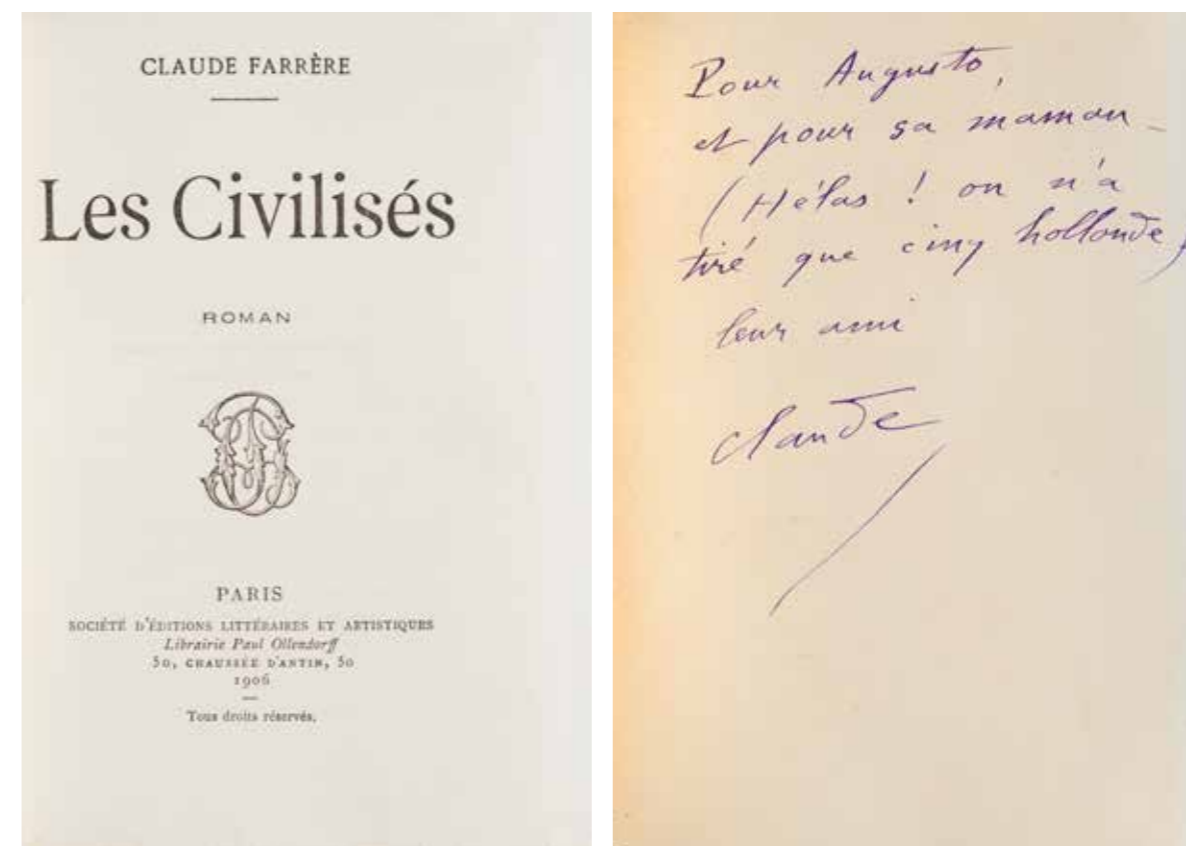 CLAUDE FARRÈRE
Les Civilisés
ROMAN
PARIS
SOCIÉTÉ D'ÉDITIONS LITTÉRAIRES ET ARTISTIQUES
Librairie Paul Ollendorff
50, CHAUSSÉE D'ANTIN, 50
1906
Tous droits réservés.
Pour Augusto,
et pour sa maman -
(Hélas ! on n'a
tiré que cinq hollande)
leur ami
Claude